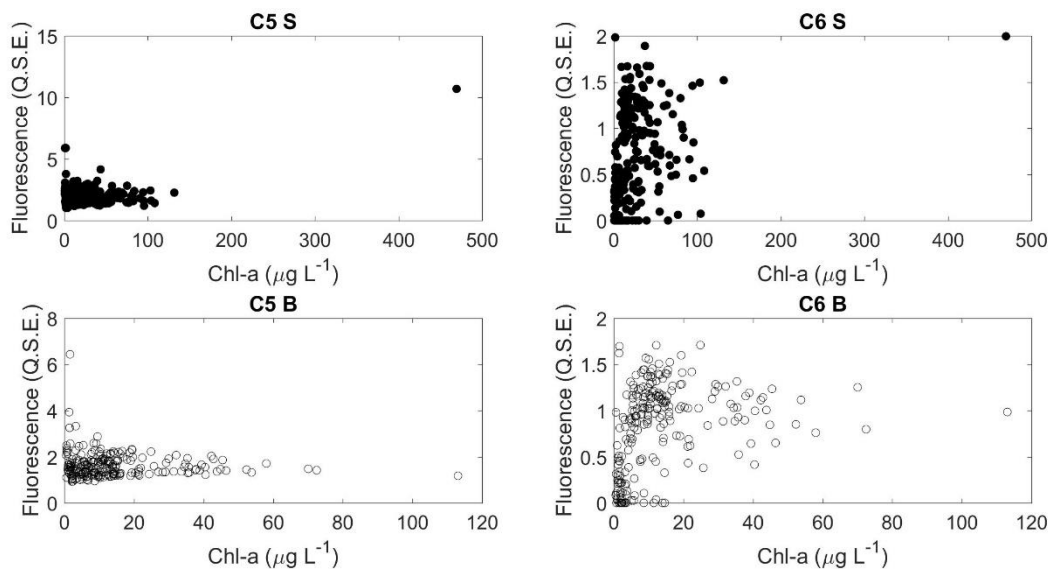 C5 S
Fluorescence (Q.S.E.)
15
10
5
0
0 100 200 300 400 500
Chl-a (μg L⁻¹)
C6 S
Fluorescence (Q.S.E.)
2
1.5
1
0.5
0
0 100 200 300 400 500
Chl-a (μg L⁻¹)
C5 B
Fluorescence (Q.S.E.)
8
6
4
2
0
0 20 40 60 80 100 120
Chl-a (μg L⁻¹)
C6 B
Fluorescence (Q.S.E.)
2
1.5
1
0.5
0
0 20 40 60 80 100 120
Chl-a (μg L⁻¹)